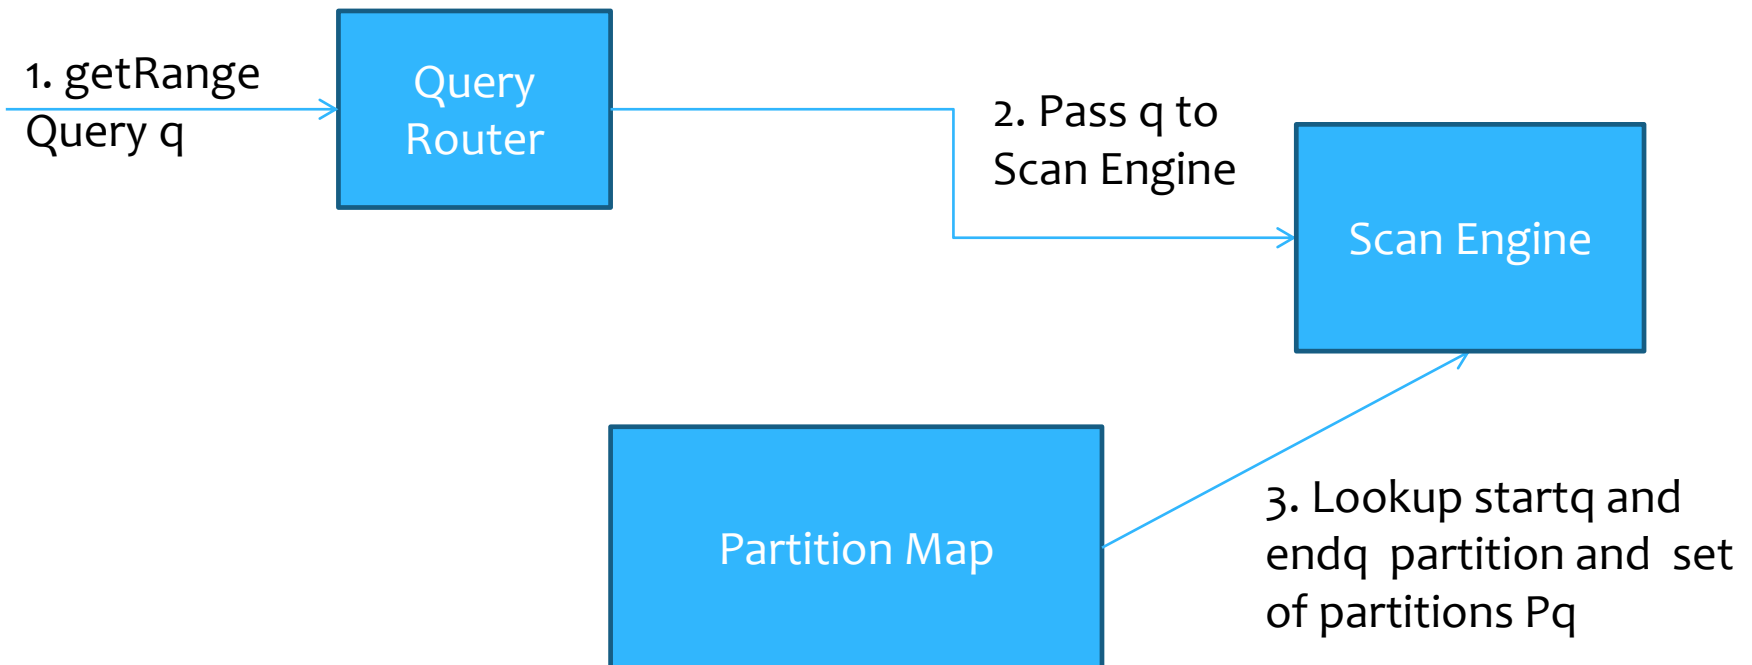 1. getRange
Query q
Query
Router
2. Pass q to
Scan Engine
Scan Engine
Partition Map
3. Lookup startq and
endq partition and set
of partitions Pq